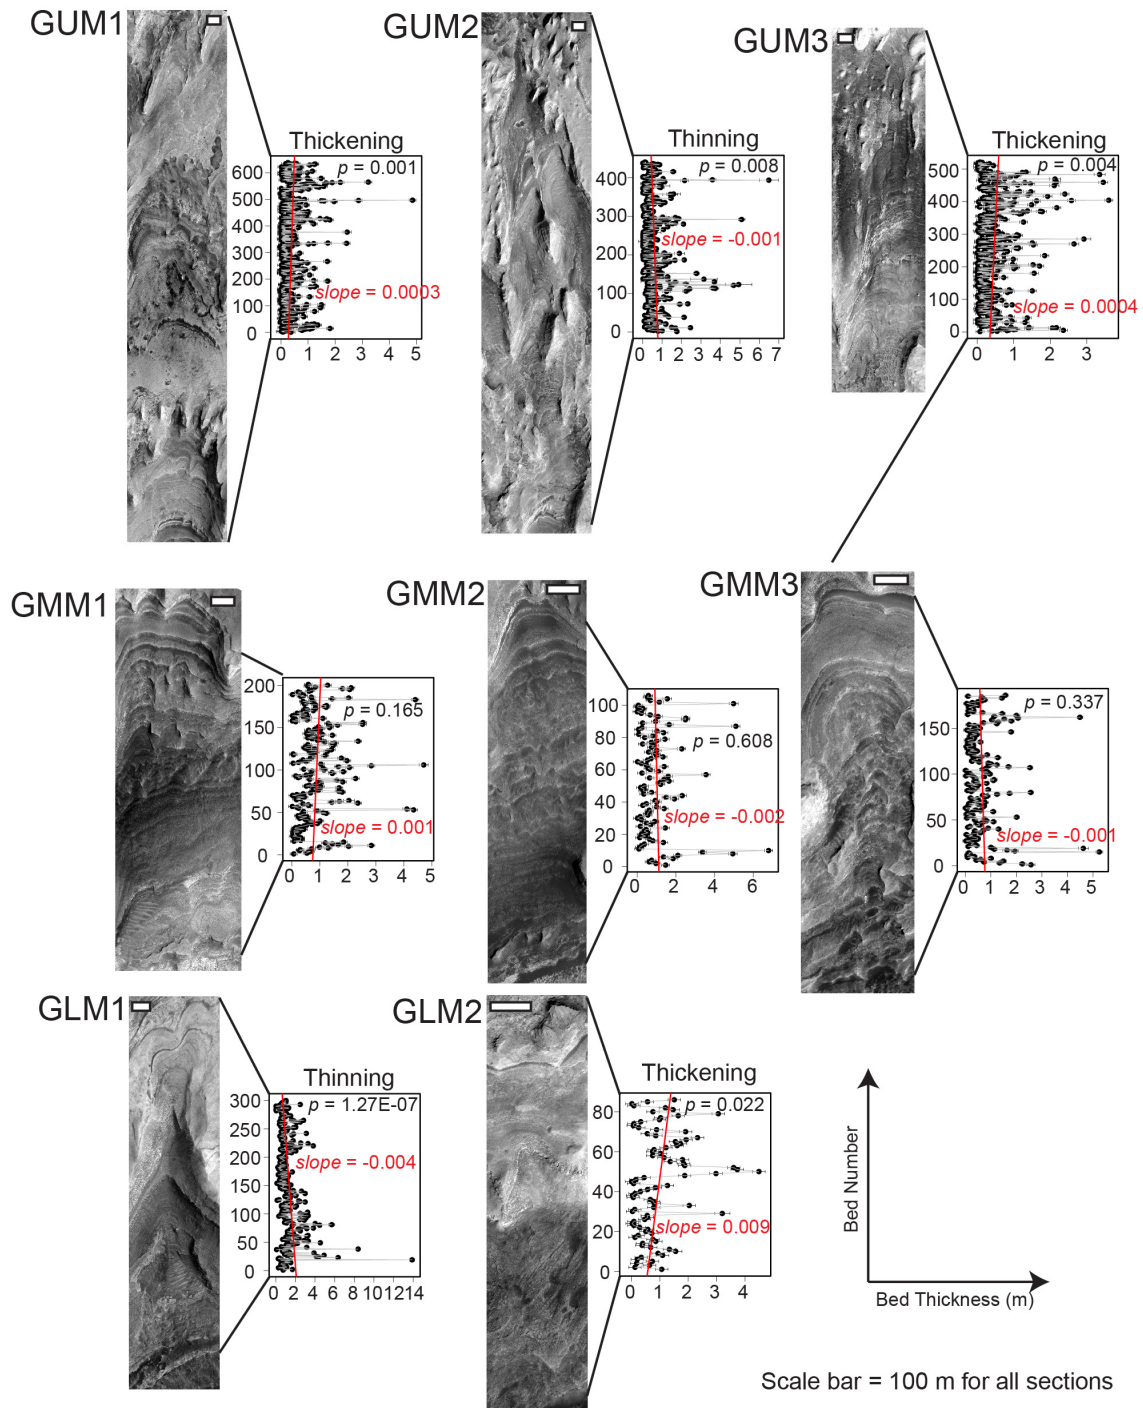 GUM1
GUM2
GUM3
Thickening
p = 0.001
600
500
400
300
200
100
0
slope = 0.0003
0 1 2 3 4 5
Thinning
p = 0.008
400
300
200
100
0
slope = -0.001
0 1 2 3 4 5 6 7
Thickening
p = 0.004
500
400
300
200
100
0
slope = 0.0004
0 1 2 3
GMM1
GMM2
GMM3
200
150
100
50
0
p = 0.165
slope = 0.001
0 1 2 3 4 5
100
80
60
40
20
0
p = 0.608
slope = -0.002
0 2 4 6
150
100
50
0
p = 0.337
slope = -0.001
0 1 2 3 4 5
GLM1
GLM2
Thinning
p = 1.27E-07
300
250
200
150
100
50
0
slope = -0.004
0 2 4 6 8 10 12 14
Thickening
p = 0.022
80
60
40
20
0
slope = 0.009
0 1 2 3 4
Bed Number
Bed Thickness (m)
Scale bar = 100 m for all sections